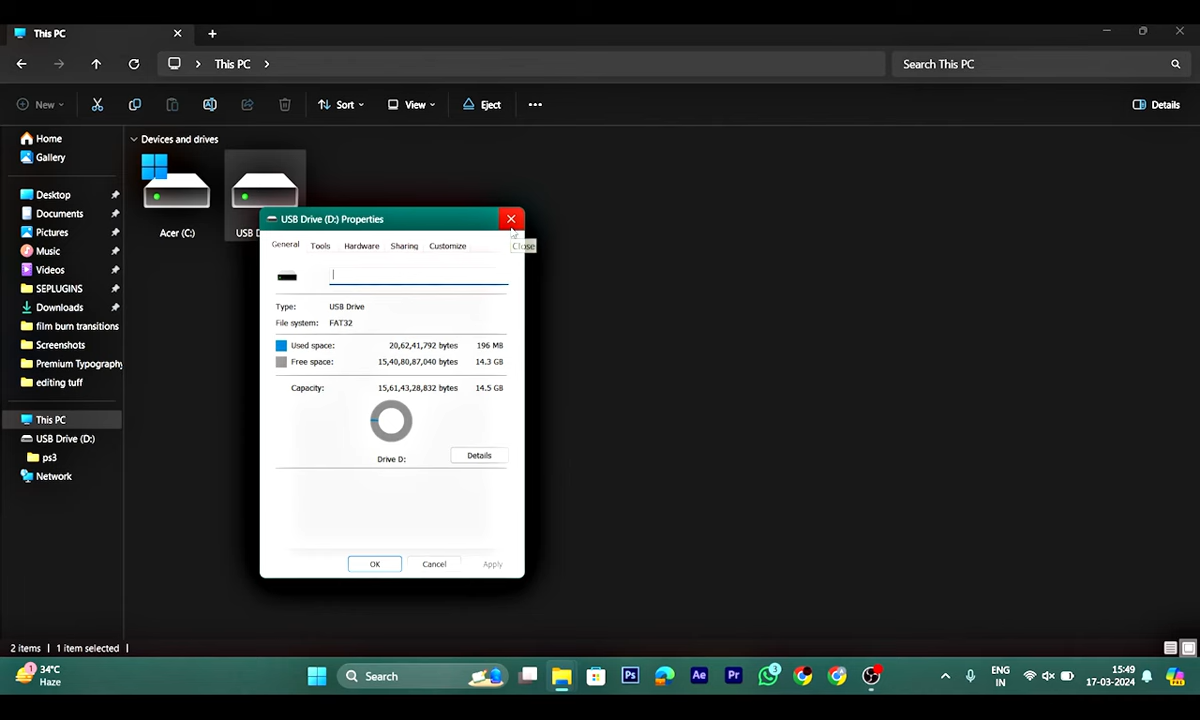 This PC
This PC
Search This PC
New
Sort
View
Eject
Details
Home
Gallery
Desktop
Documents
Pictures
Music
Videos
SEPLUGINS
Downloads
film burn transitions
Screenshots
Premium Typography
editing tuff
This PC
USB Drive (D:)
ps3
Network
Devices and drives
Acer (C:)
USB D
USB Drive (D:) Properties
Close
General Tools Hardware Sharing Customize
Type: USB Drive
File system: FAT32
Used space: 20,62,41,792 bytes 196 MB
Free space: 15,40,80,87,040 bytes 14.3 GB
Capacity: 15,61,43,28,832 bytes 14.5 GB
Drive D:
Details
OK Cancel Apply
2 items 1 item selected
1
34°C
Haze
Search
Ps
Ae
Pr
3
ENG
IN
15:49
17-03-2024